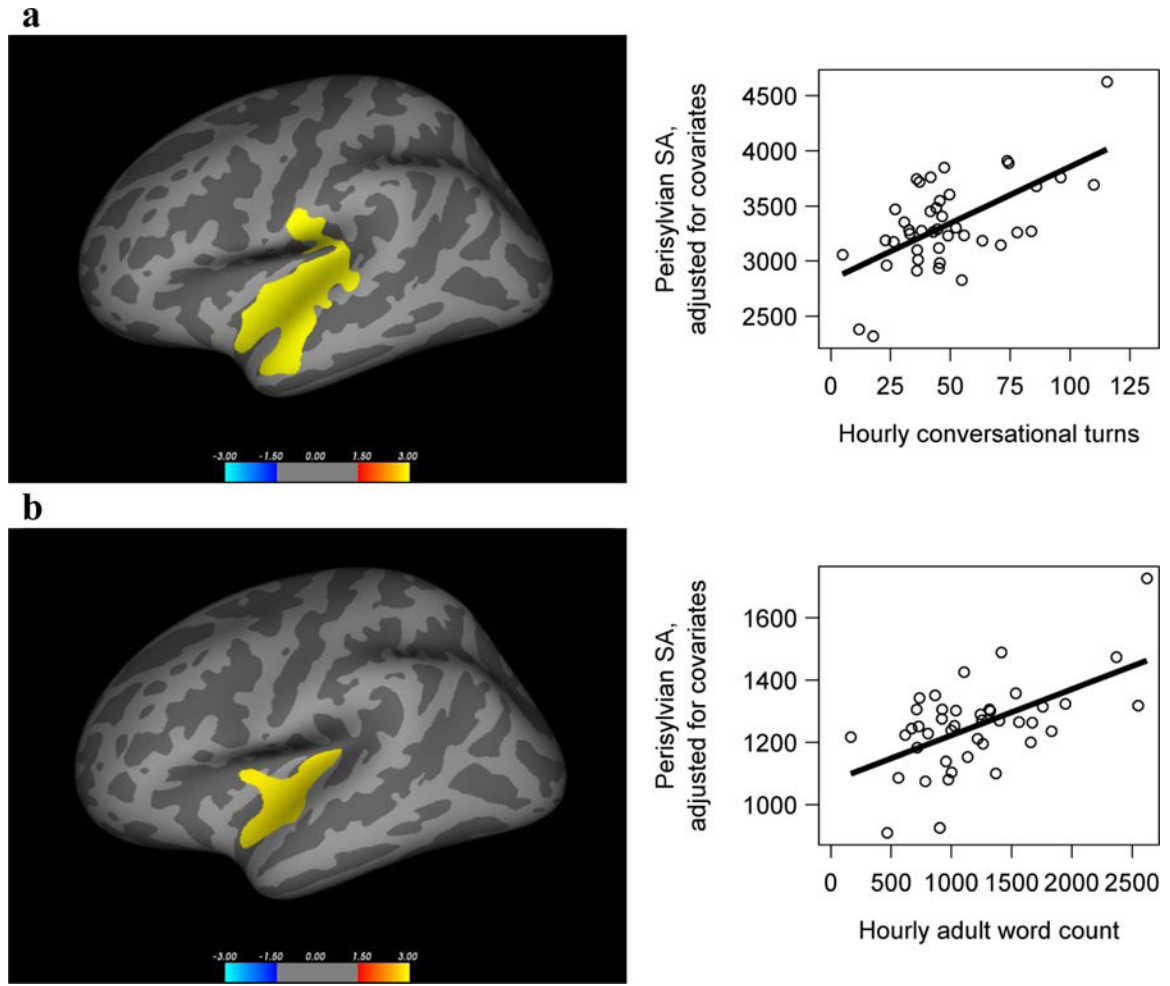 a
Perisylvian SA,
adjusted for covariates
4500
4000
3500
3000
2500
0 25 50 75 100 125
Hourly conversational turns
-3.00 -1.50 0.00 1.50 3.00
b
Perisylvian SA,
adjusted for covariates
1600
1400
1200
1000
0 500 1000 1500 2000 2500
Hourly adult word count
-3.00 -1.50 0.00 1.50 3.00